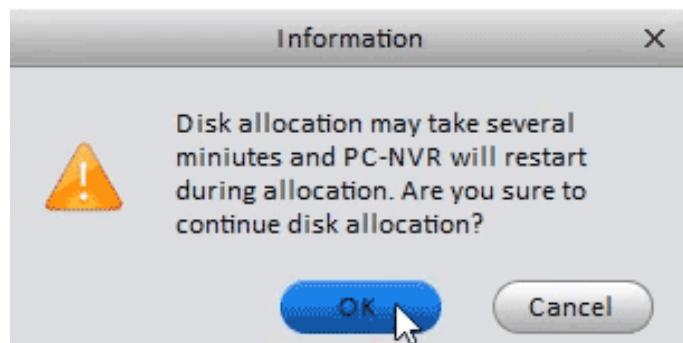 Information
Disk allocation may take several
miniutes and PC-NVR will restart
during allocation. Are you sure to
continue disk allocation?
OK
Cancel